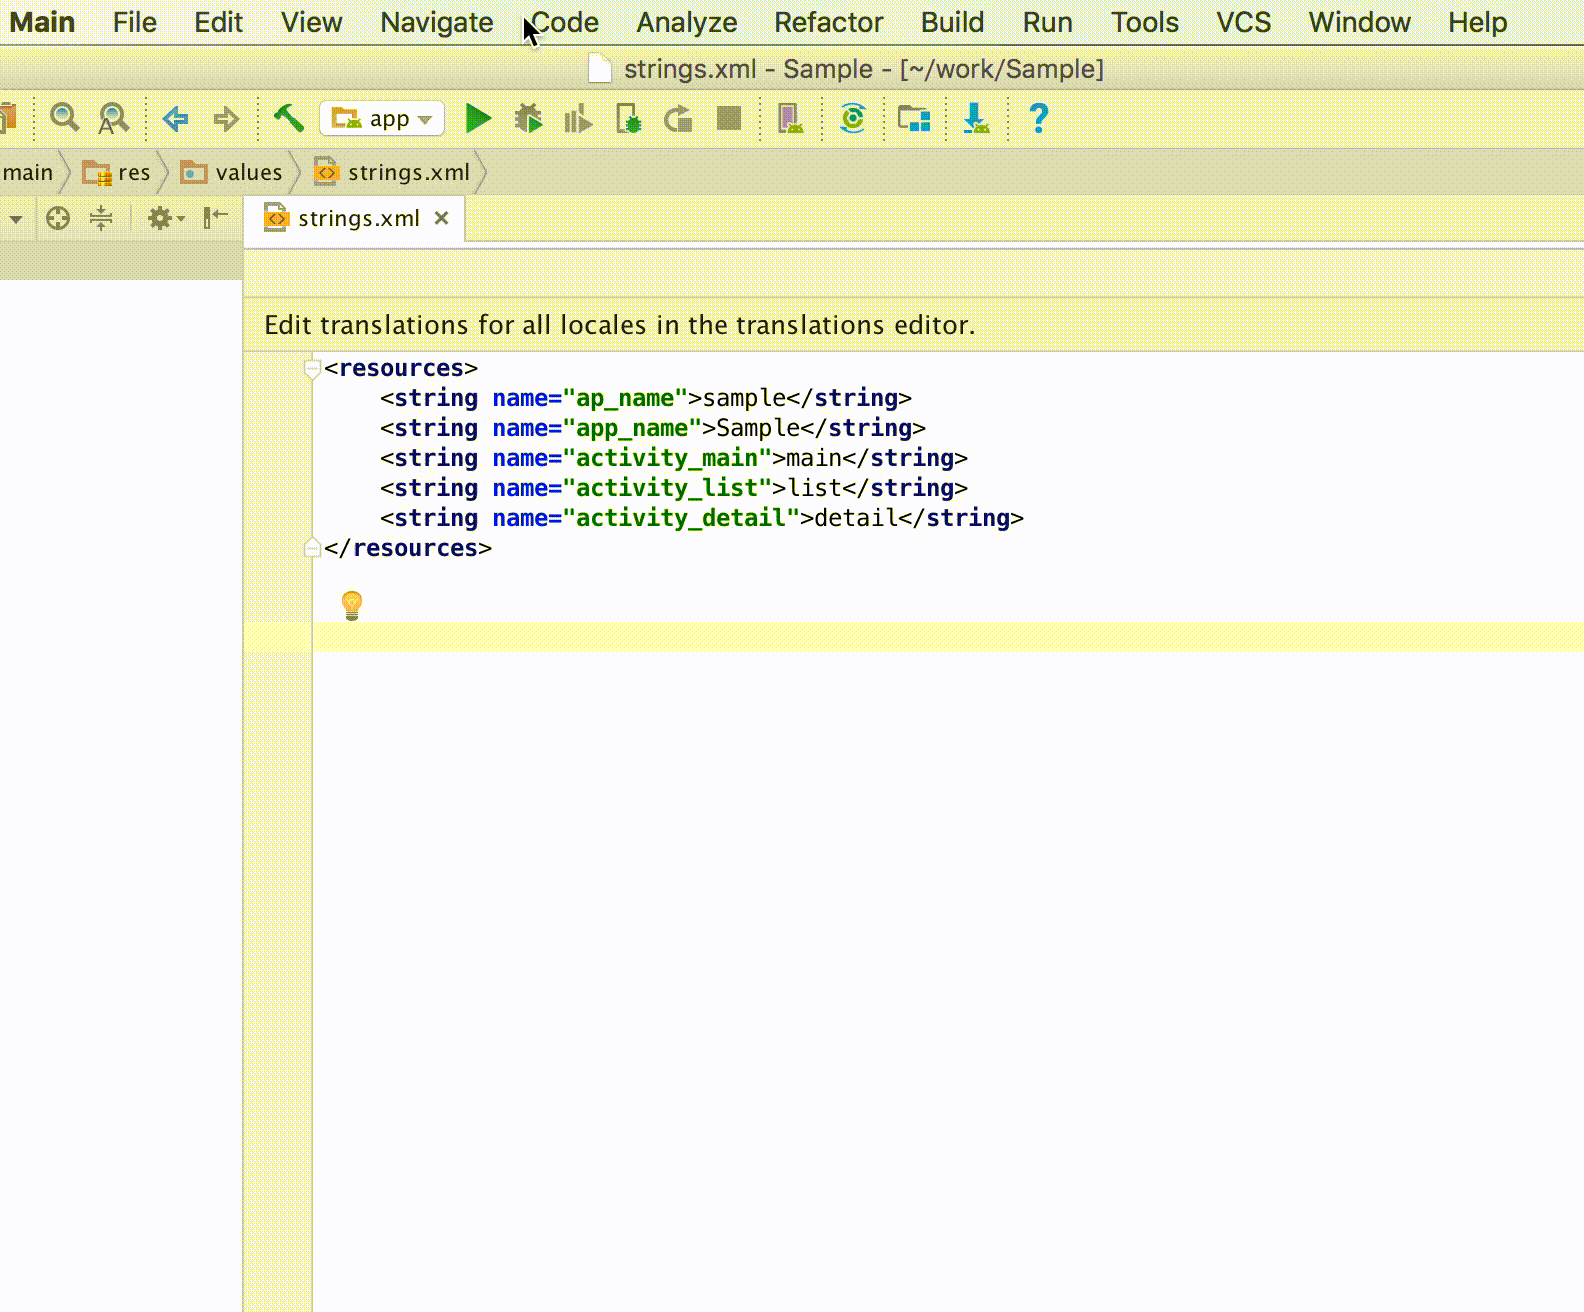 Main File Edit View Navigate Code Analyze Refactor Build Run Tools VCS Window Help
strings.xml - Sample - [~/work/Sample]
app
main res values strings.xml
strings.xml
Edit translations for all locales in the translations editor.
<resources>
    <string name="ap_name">sample</string>
    <string name="app_name">Sample</string>
    <string name="activity_main">main</string>
    <string name="activity_list">list</string>
    <string name="activity_detail">detail</string>
</resources>